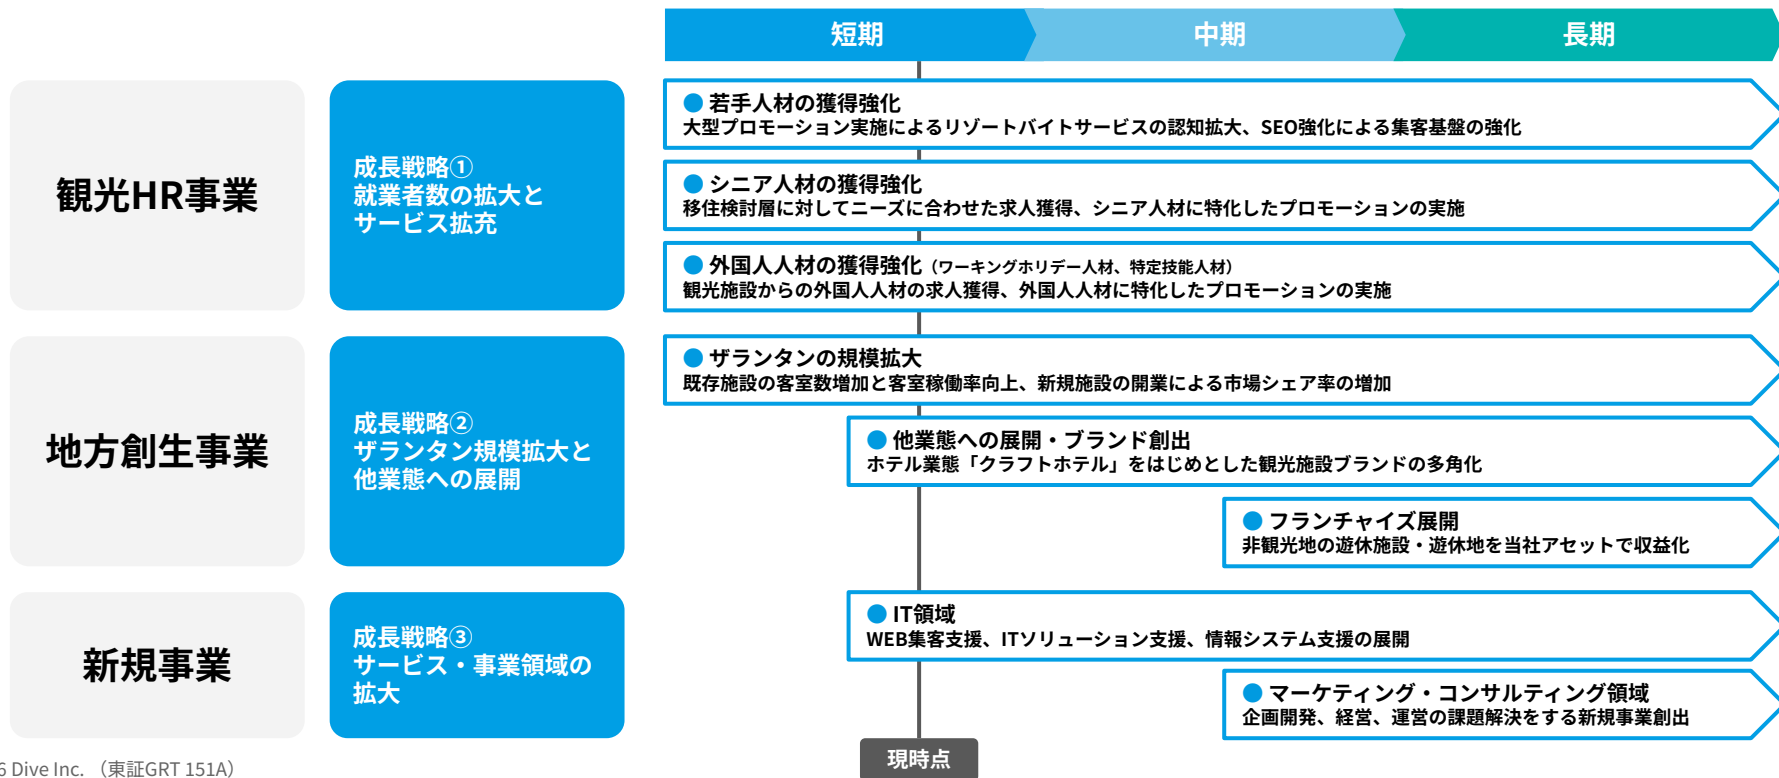 短期
中期
長期
観光HR事業
成長戦略①
就業者数の拡大と
サービス拡充
● 若手人材の獲得強化
大型プロモーション実施によるリゾートバイトサービスの認知拡大、SEO強化による集客基盤の強化
● シニア人材の獲得強化
移住検討層に対してニーズに合わせた求人獲得、シニア人材に特化したプロモーションの実施
● 外国人人材の獲得強化（ワーキングホリデー人材、特定技能人材）
観光施設からの外国人人材の求人獲得、外国人人材に特化したプロモーションの実施
地方創生事業
成長戦略②
ザランタン規模拡大と
他業態への展開
● ザランタンの規模拡大
既存施設の客室数増加と客室稼働率向上、新規施設の開業による市場シェア率の増加
● 他業態への展開・ブランド創出
ホテル業態「クラフトホテル」をはじめとした観光施設ブランドの多角化
● フランチャイズ展開
非観光地の遊休施設・遊休地を当社アセットで収益化
新規事業
成長戦略③
サービス・事業領域の
拡大
● IT領域
WEB集客支援、ITソリューション支援、情報システム支援の展開
● マーケティング・コンサルティング領域
企画開発、経営、運営の課題解決をする新規事業創出
現時点
6 Dive Inc. （東証GRT 151A）